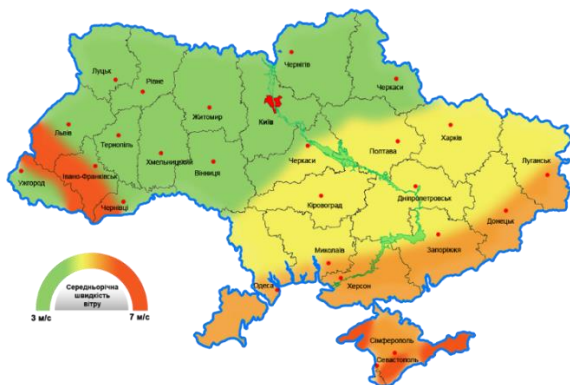 Чернігів
Луцьк
Рівне
Черкаси
Житомир
Київ
Львів
Тернопіль
Хмельницький
Вінниця
Черкаси
Полтава
Харків
Луганськ
Ужгород
Івано-Франківськ
Чернівці
Кіровоград
Дніпропетровськ
Донецьк
Миколаїв
Запоріжжя
Одеса
Херсон
Середньорічна
швидкість
вітру
3 м/с
7 м/с
Сімферополь
Севастополь